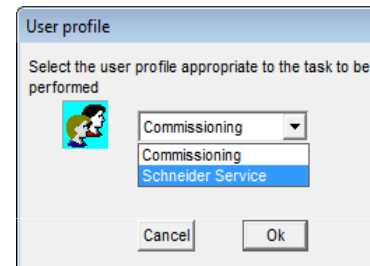 User profile
Select the user profile appropriate to the task to be
performed
Commissioning
Commissioning
Schneider Service
Cancel Ok